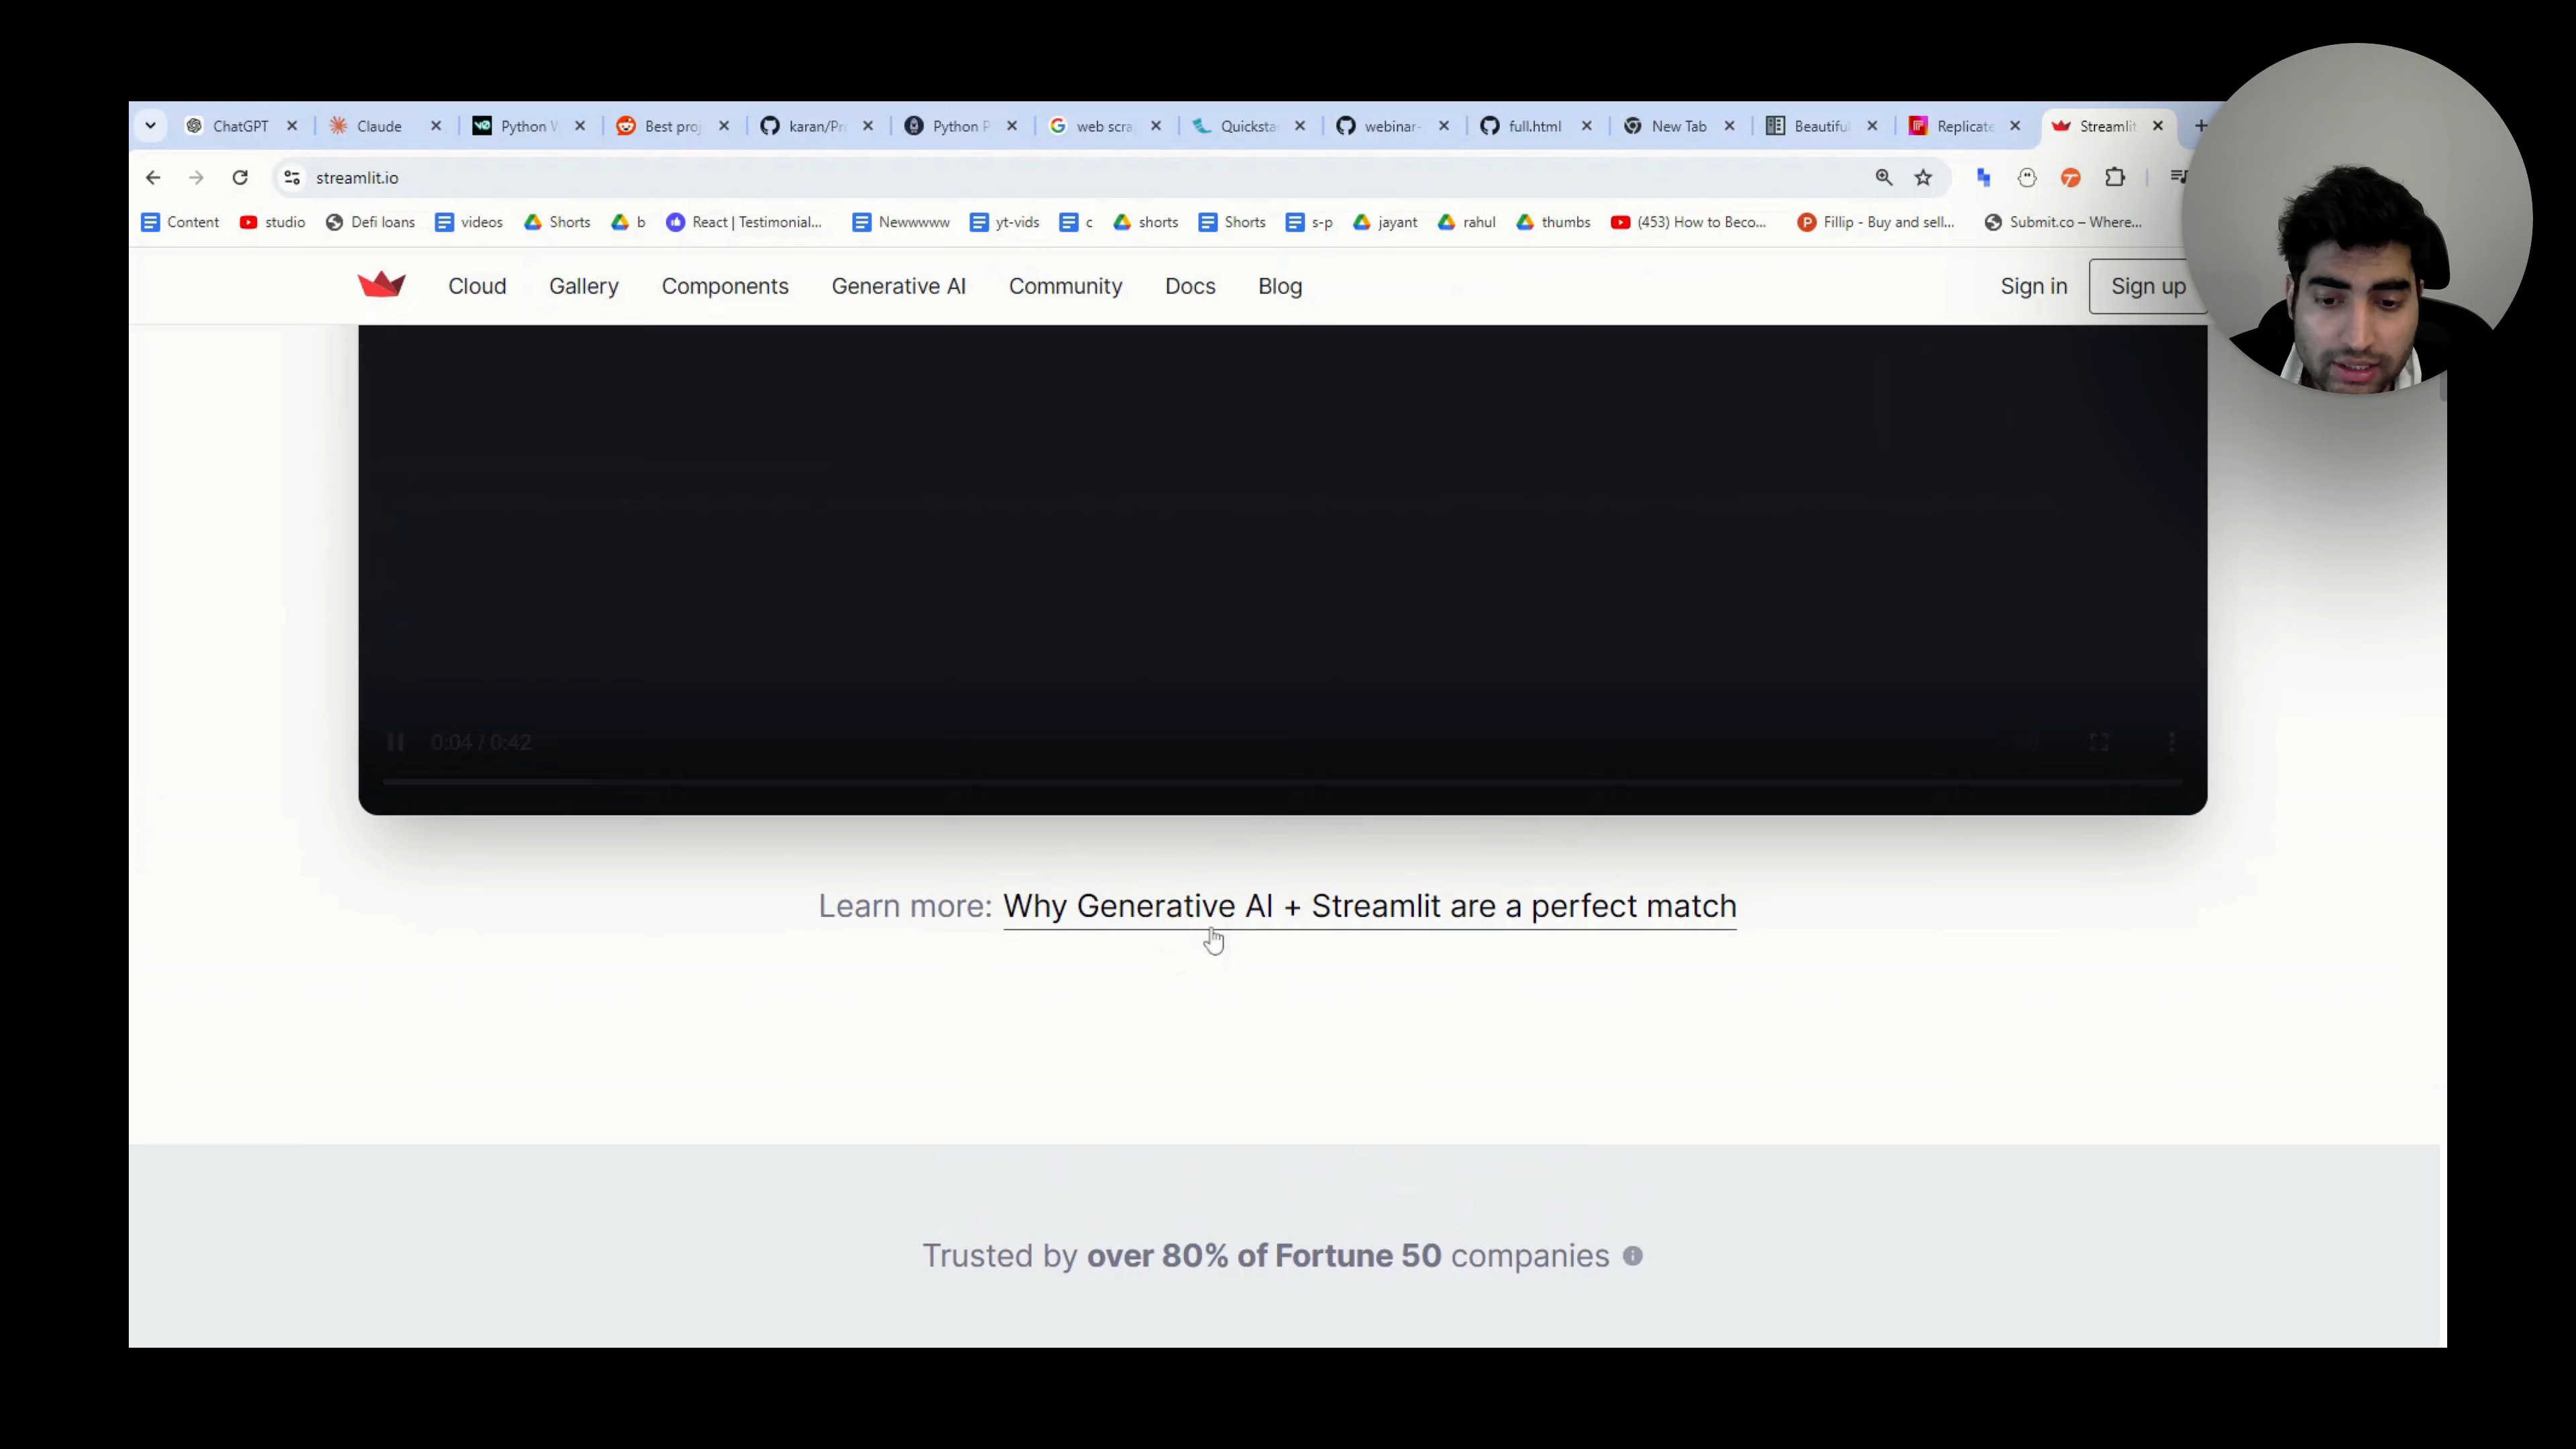 ChatGPT Claude Python Best karan/Pr Python web scra Quicksta webinar- full.html New Tab Beautiful Replicate Streamlit
streamlit.io
Content studio Defi loans videos Shorts b React | Testimonial... Newwwww yt-vids c shorts Shorts s-p jayant rahul thumbs (453) How to Beco... Fillip - Buy and sell... Submit.co – Where...
Cloud Gallery Components Generative AI Community Docs Blog Sign in Sign up
0:04 / 0:42
Learn more: Why Generative AI + Streamlit are a perfect match
Trusted by over 80% of Fortune 50 companies